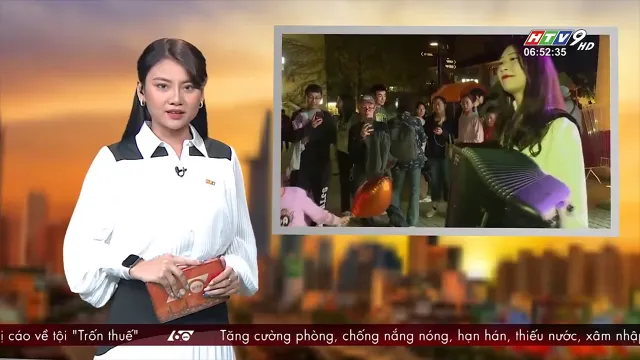 HTV9 HD
06:52:35
ị cáo về tội "Trốn thuế" Tăng cường phòng, chống nắng nóng, hạn hán, thiếu nước, xâm nhậ